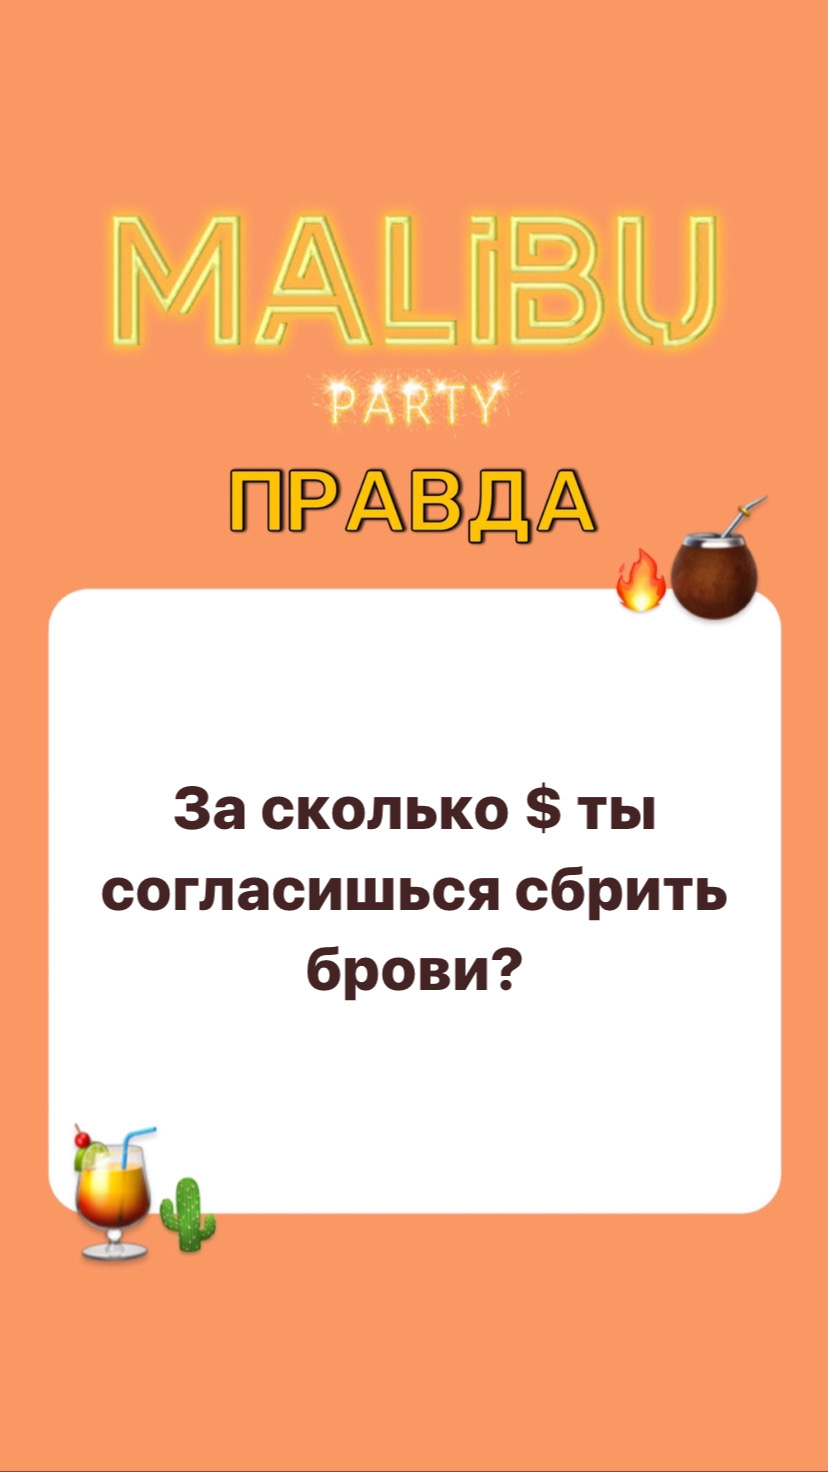 MALiBU
PARTY
ПРАВДА
За сколько $ ты
согласишься сбрить
брови?